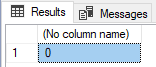 Results Messages
(No column name)
1 0